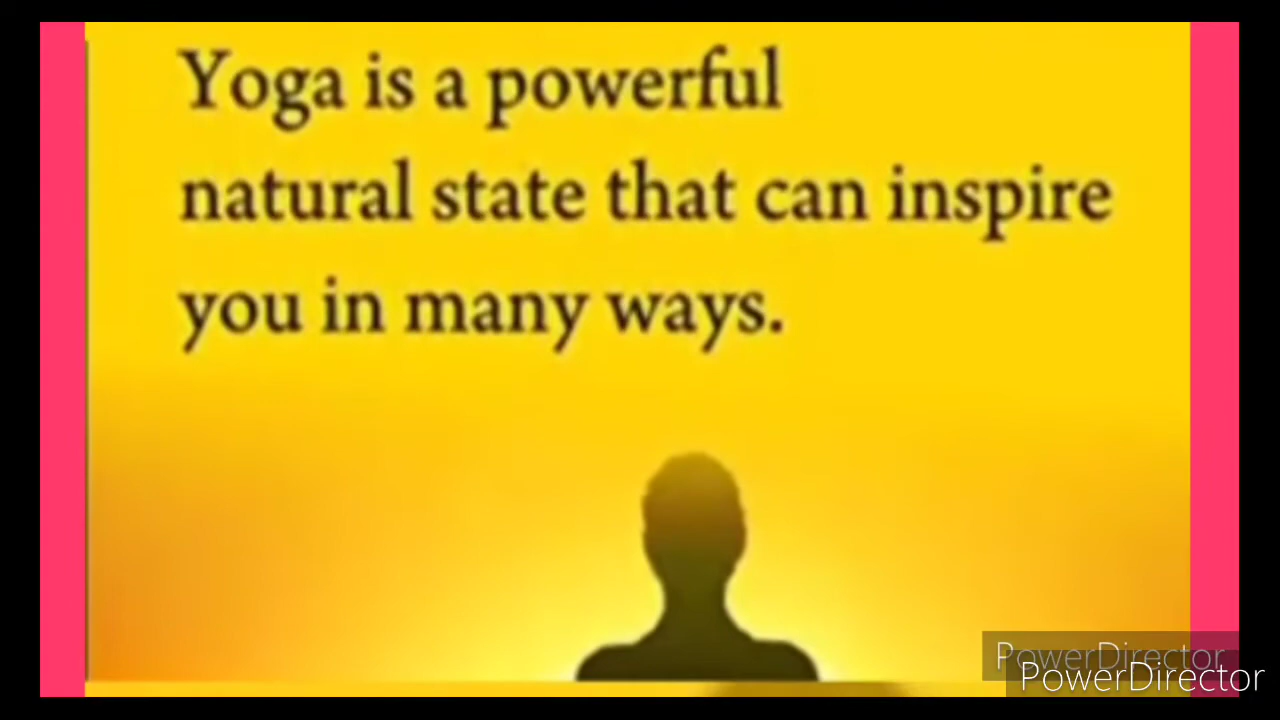 Yoga is a powerful
natural state that can inspire
you in many ways.
PowerDirector
PowerDirector